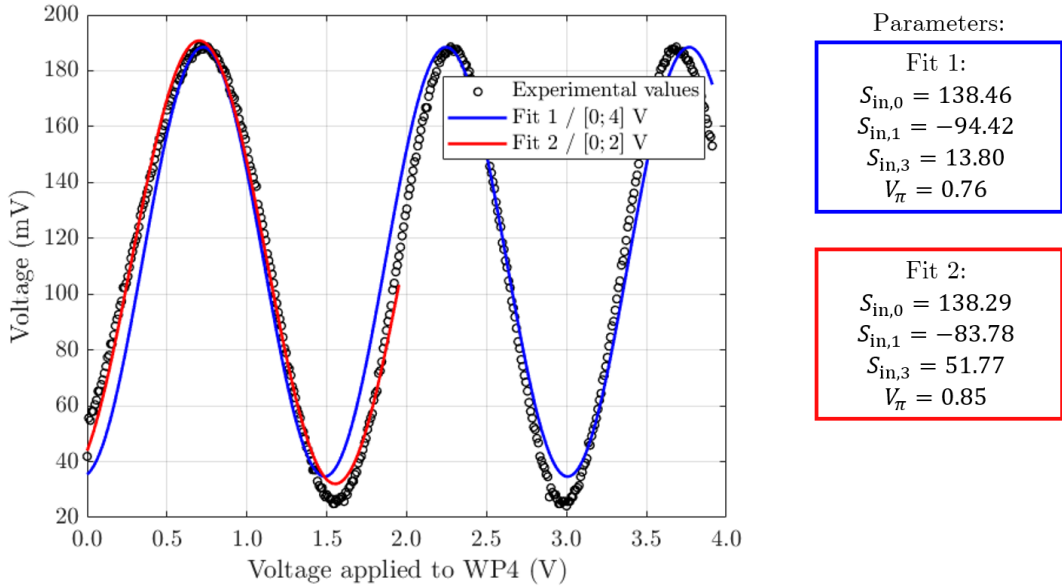 200
180
160
140
120
100
80
60
40
20
Voltage (mV)
0.0 0.5 1.0 1.5 2.0 2.5 3.0 3.5 4.0
Voltage applied to WP4 (V)
Experimental values
Fit 1 / [0; 4] V
Fit 2 / [0; 2] V
Parameters:
Fit 1:
S_in,0 = 138.46
S_in,1 = −94.42
S_in,3 = 13.80
V_π = 0.76
Fit 2:
S_in,0 = 138.29
S_in,1 = −83.78
S_in,3 = 51.77
V_π = 0.85